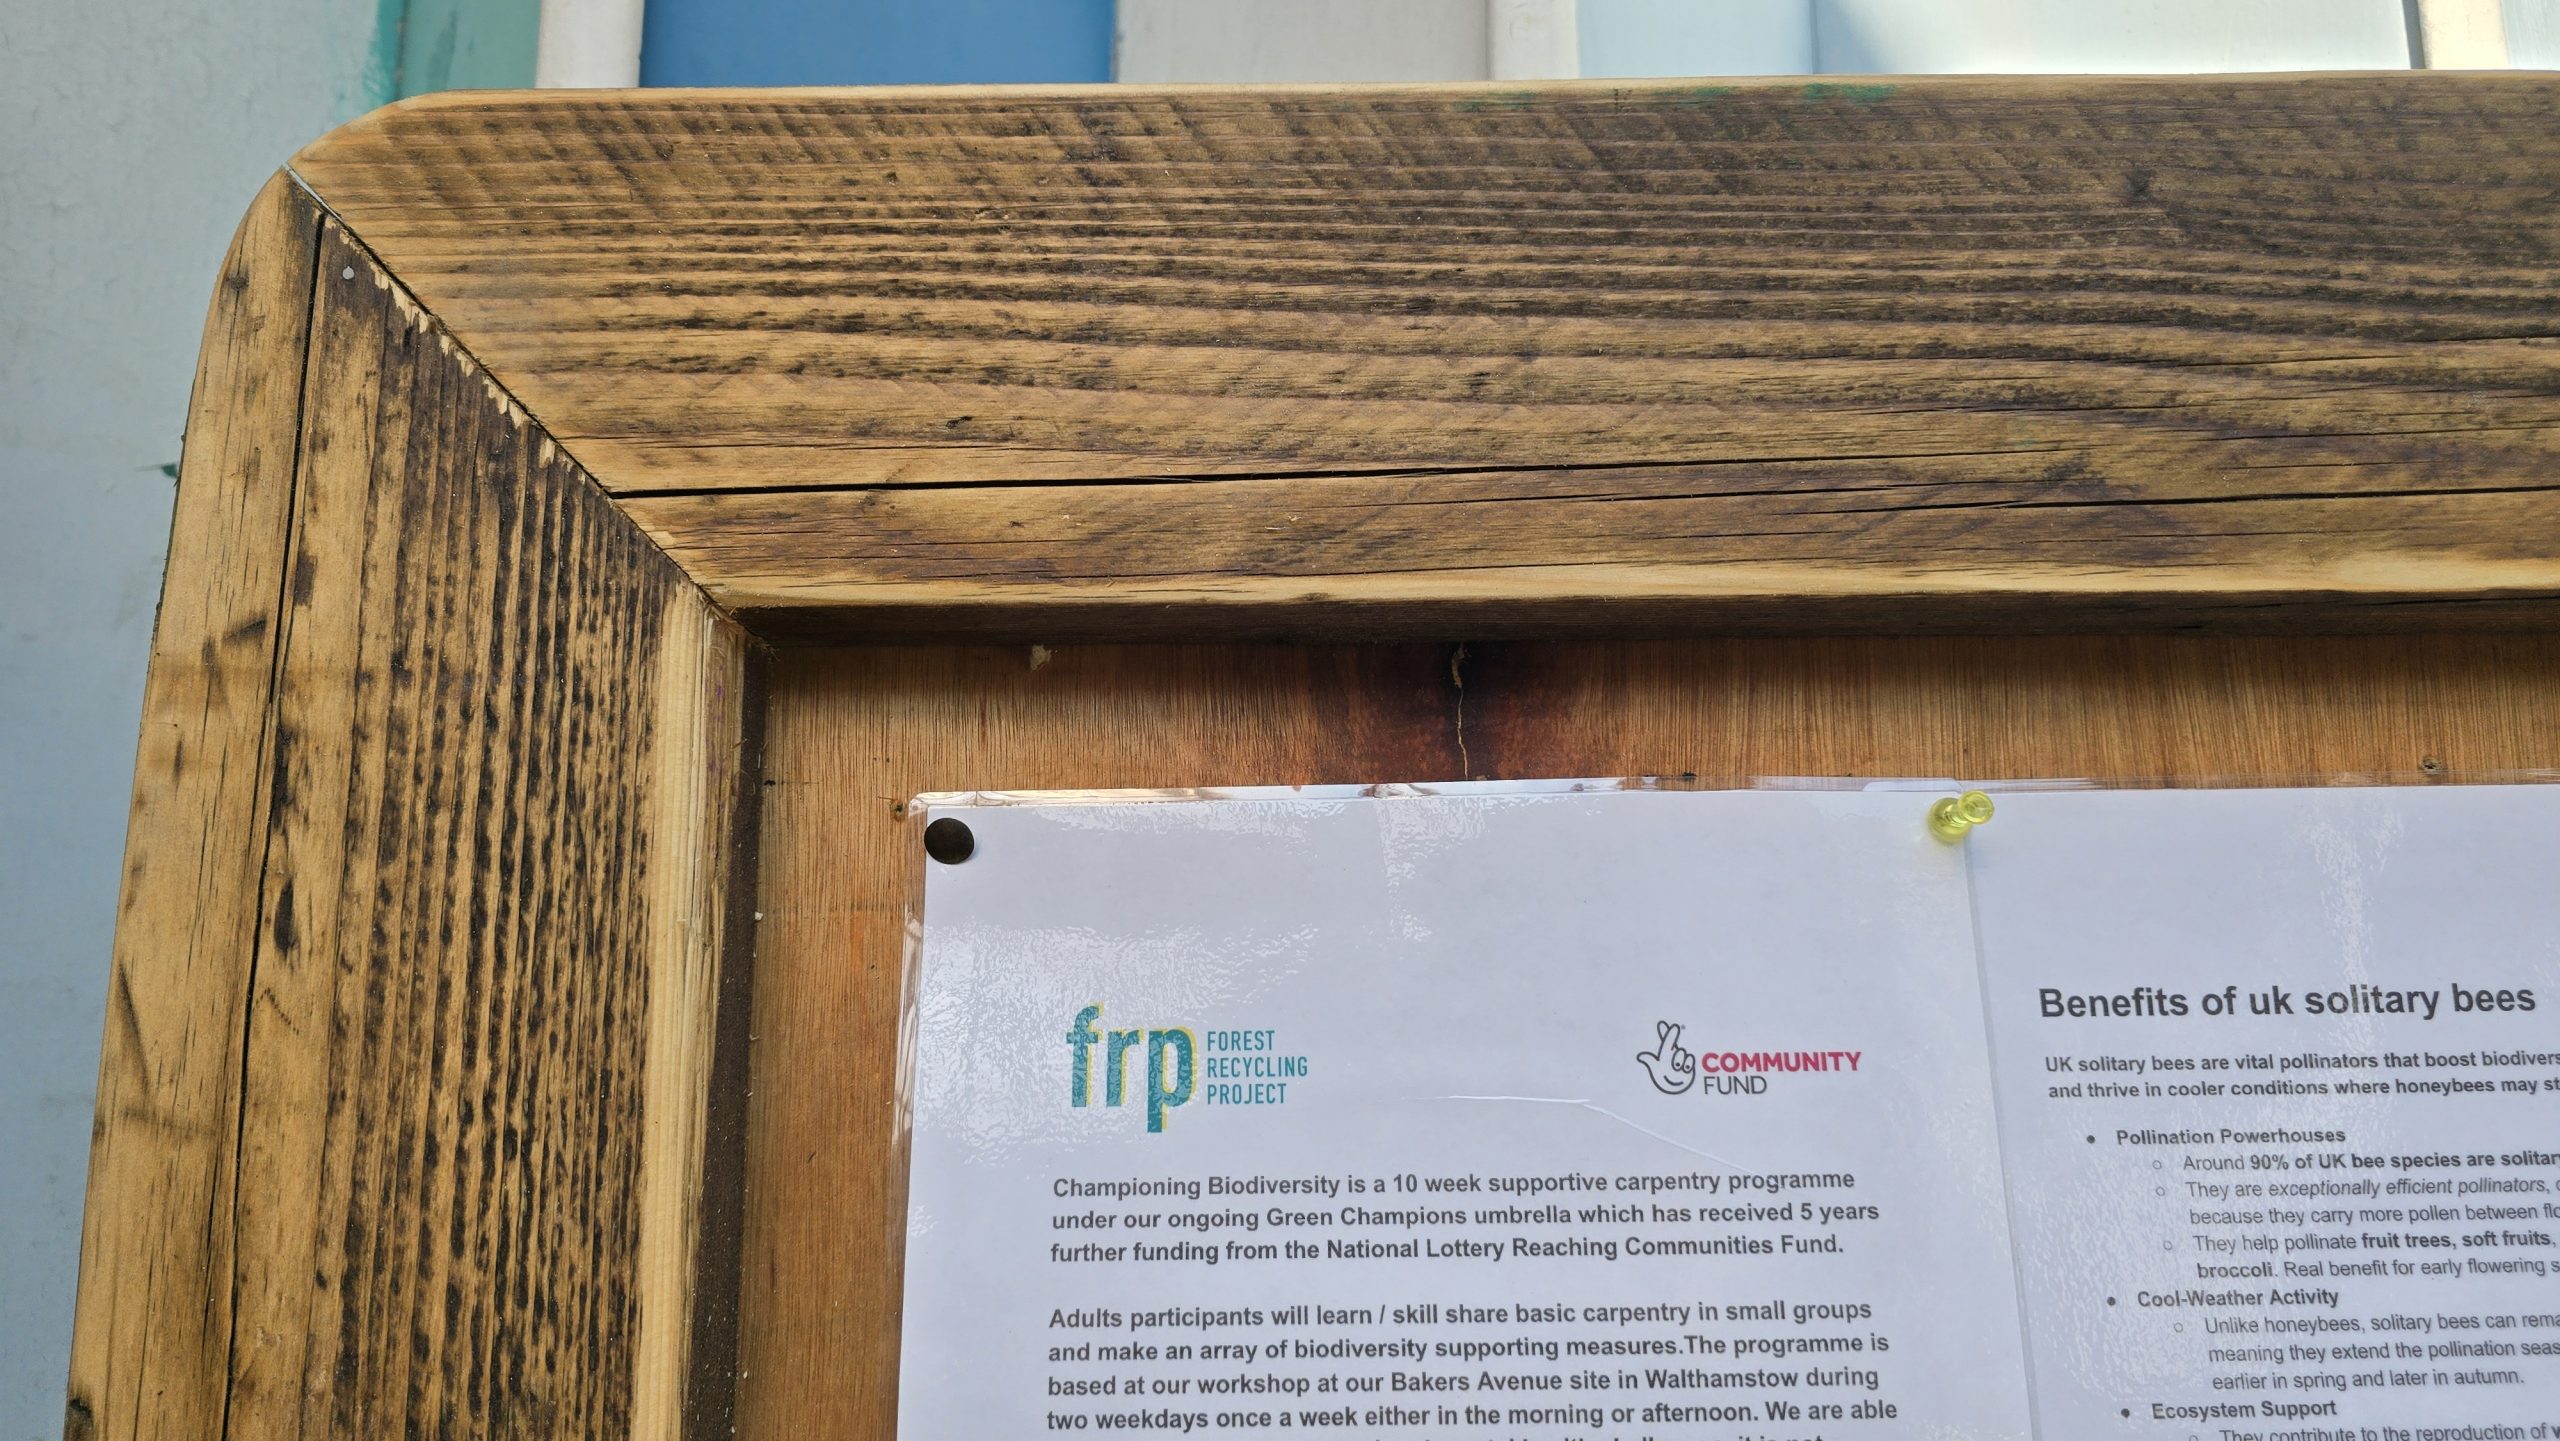 frp FOREST
RECYCLING
PROJECT
COMMUNITY
FUND
Championing Biodiversity is a 10 week supportive carpentry programme
under our ongoing Green Champions umbrella which has received 5 years
further funding from the National Lottery Reaching Communities Fund.
Adults participants will learn / skill share basic carpentry in small groups
and make an array of biodiversity supporting measures.The programme is
based at our workshop at our Bakers Avenue site in Walthamstow during
two weekdays once a week either in the morning or afternoon. We are able
Benefits of uk solitary bees
UK solitary bees are vital pollinators that boost
and thrive in cooler conditions where honeybees may
• Pollination Powerhouses
○ Around 90% of UK bee species are
○ They are exceptionally efficient pollinators,
because they carry more pollen between
○ They help pollinate fruit trees, soft fruits,
broccoli. Real benefit for early flowering
• Cool-Weather Activity
○ Unlike honeybees, solitary bees can
meaning they extend the pollination
earlier in spring and later in autumn.
• Ecosystem Support
○ They contribute to the reproduction of